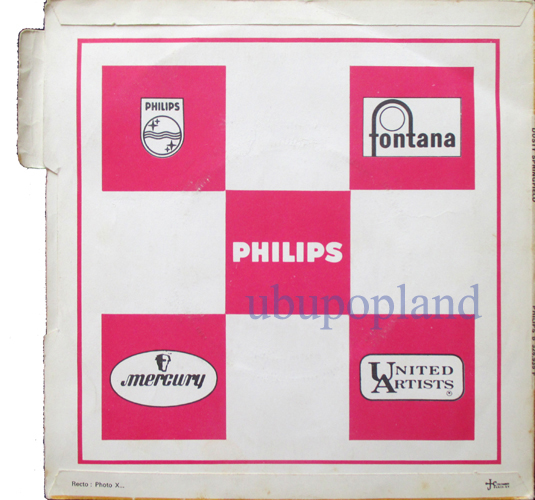 PHILIPS
fontana
PHILIPS
ubupopland
mercury
UNITED
ARTISTS
Recto : Photo X...